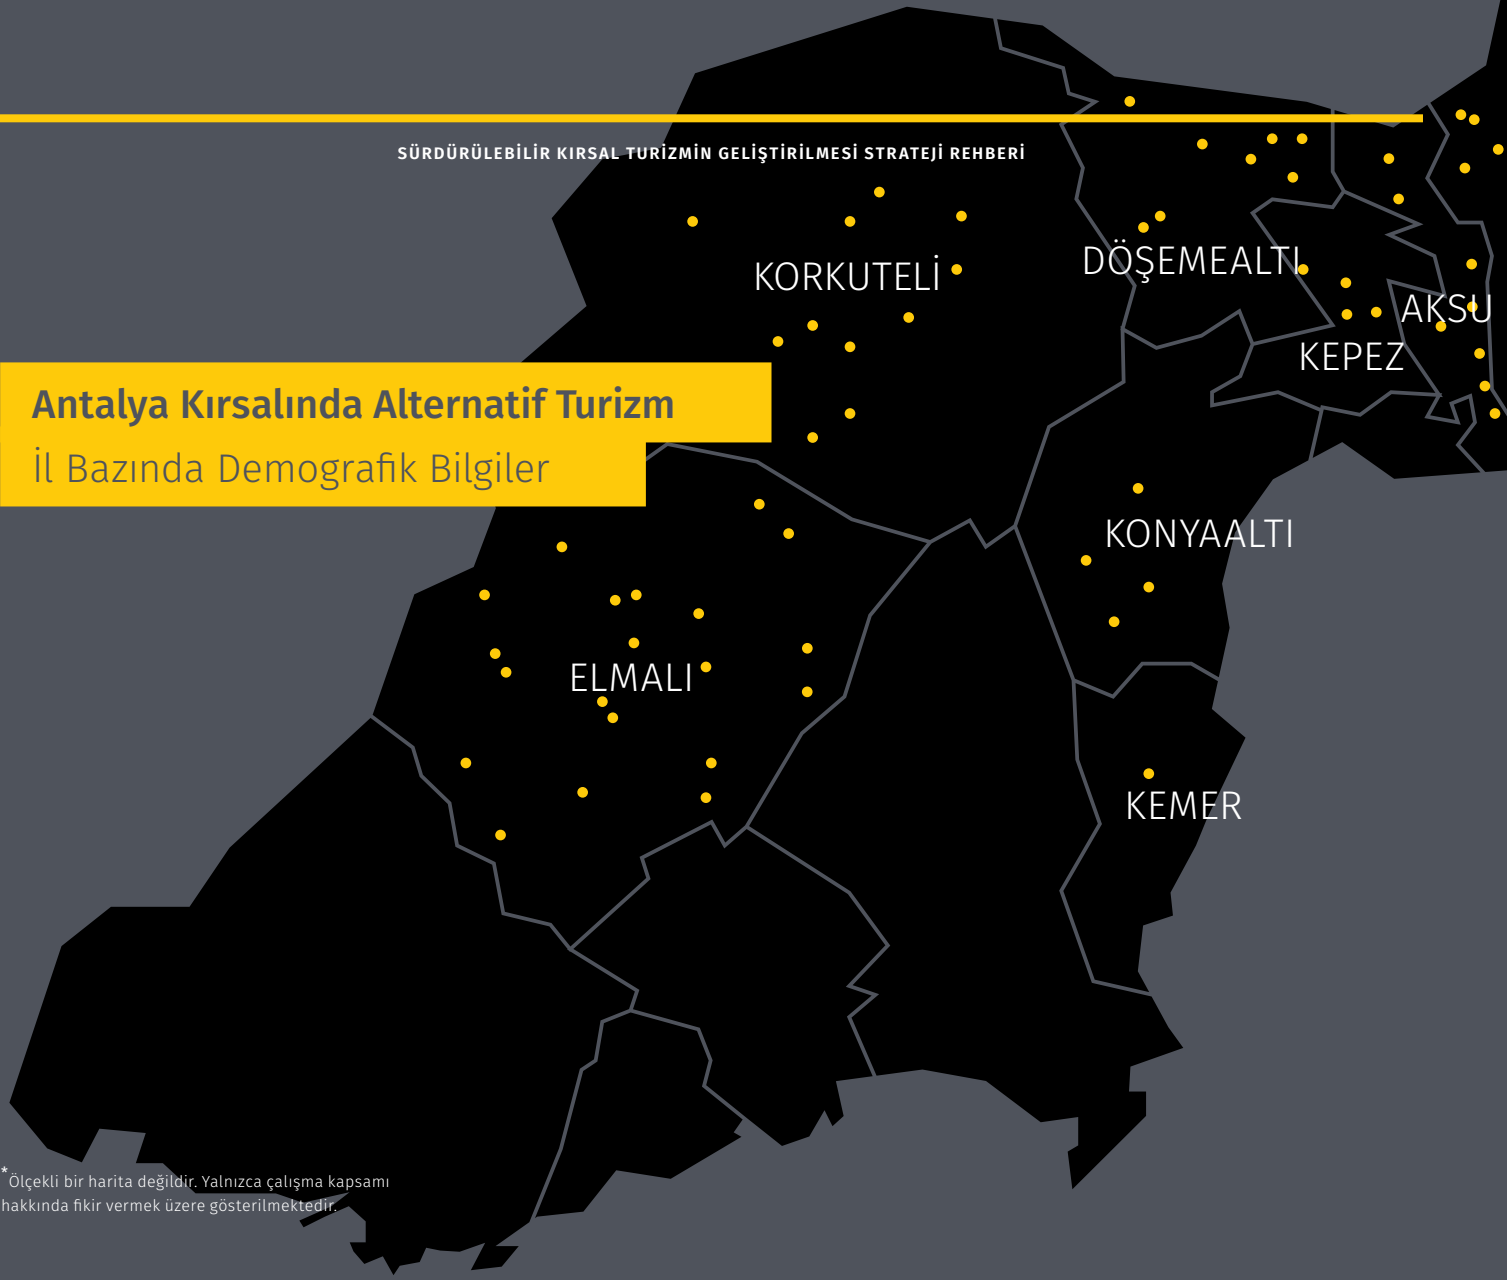 SÜRDÜRÜLEBİLİR KIRSAL TURİZMİN GELİŞTİRİLMESİ STRATEJİ REHBERİ
KORKUTELİ
DÖŞEMEALTI
AKSU
KEPEZ
Antalya Kırsalında Alternatif Turizm
İl Bazında Demografik Bilgiler
KONYAALTI
ELMALI
KEMER
*Ölçekli bir harita değildir. Yalnızca çalışma kapsamı
hakkında fikir vermek üzere gösterilmektedir.